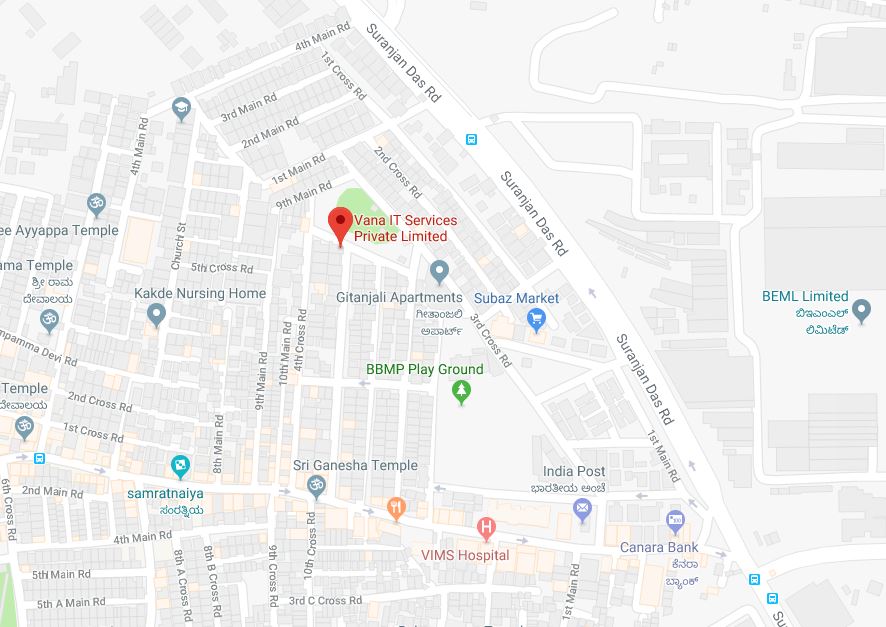 4th Main Rd
Suranjan Das Rd
1st Cross Rd
3rd Main Rd
2nd Main Rd
4th Main Rd
1st Main Rd
2nd Cross Rd
9th Main Rd
Suranjan Das Rd
Vana IT Services
Private Limited
ee Ayyappa Temple
Church St
5th Cross Rd
ama Temple
ಶ್ರೀ ರಾಮ
ದೇವಾಲಯ
Kakde Nursing Home
Gitanjali Apartments
ಗೀತಾಂಜಲಿ
ಅಪಾರ್ಟ್
Subaz Market
BEML Limited
ಬಿಇಎಂಎಲ್
ಲಿಮಿಟೆಡ್
3rd Cross Rd
4th Cross Rd
10th Main Rd
9th Main Rd
mpamma Devi Rd
BBMP Play Ground
Suranjan Das Rd
Temple
ದೇವಾಲಯ
2nd Cross Rd
1st Cross Rd
8th Main Rd
1st Main Rd
Sri Ganesha Temple
India Post
ಭಾರತೀಯ ಅಂಚೆ
samratnaiya
ಸಂರತ್ನಿಯ
6th Cross Rd
2nd Main Rd
4th Main Rd
VIMS Hospital
Canara Bank
ಕೆನರಾ
ಬ್ಯಾಂಕ್
8th A Cross Rd
8th B Cross Rd
9th Cross Rd
10th Cross Rd
5th Main Rd
5th A Main Rd
3rd C Cross Rd
1st Main Rd
Su